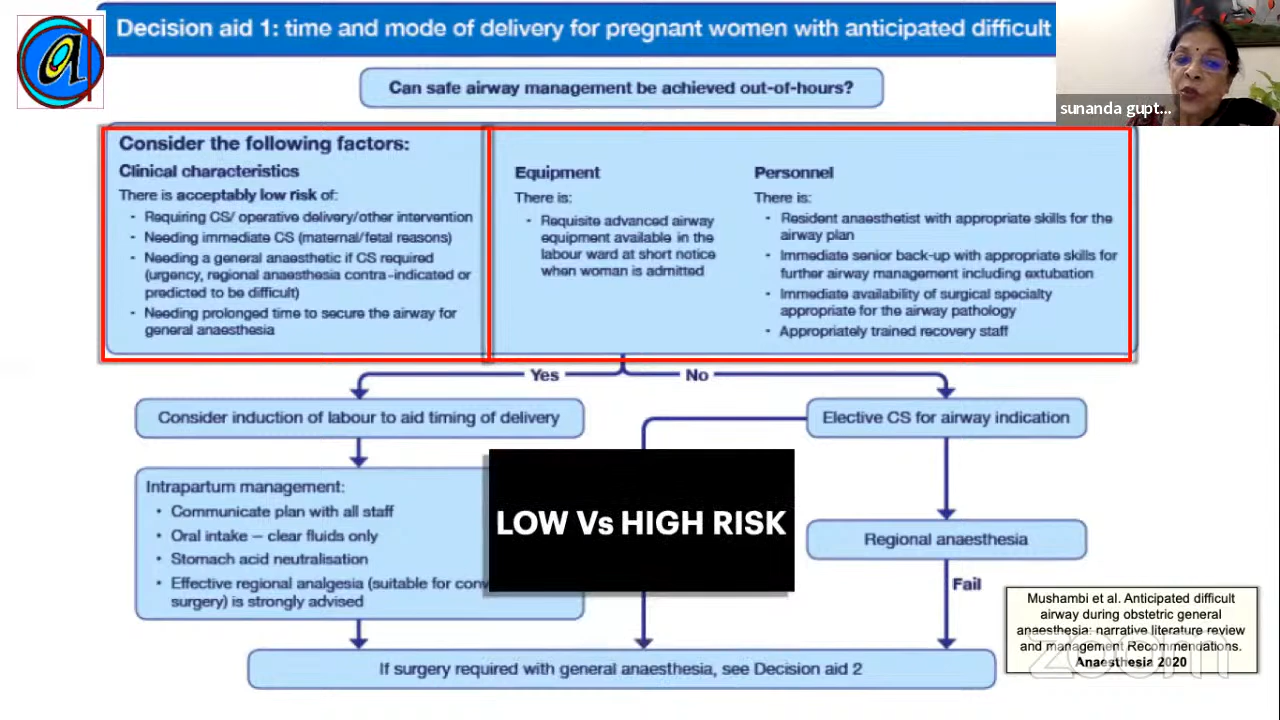 Decision aid 1: time and mode of delivery for pregnant women with anticipated difficult
sunanda gupt...
Can safe airway management be achieved out-of-hours?
Consider the following factors:
Clinical characteristics
There is acceptably low risk of:
• Requiring CS/ operative delivery/other intervention
• Needing immediate CS (maternal/fetal reasons)
• Needing a general anaesthetic if CS required
(urgency, regional anaesthesia contra-indicated or
predicted to be difficult)
• Needing prolonged time to secure the airway for
general anaesthesia
Equipment
There is:
• Requisite advanced airway
equipment available in the
labour ward at short notice
when woman is admitted
Personnel
There is:
• Resident anaesthetist with appropriate skills for the
airway plan
• Immediate senior back-up with appropriate skills for
further airway management including extubation
• Immediate availability of surgical specialty
appropriate for the airway pathology
• Appropriately trained recovery staff
Yes
No
Consider induction of labour to aid timing of delivery
Elective CS for airway indication
Intrapartum management:
• Communicate plan with all staff
• Oral intake – clear fluids only
• Stomach acid neutralisation
• Effective regional analgesia (suitable for
surgery) is strongly advised
LOW Vs HIGH RISK
Regional anaesthesia
Fail
If surgery required with general anaesthesia, see Decision aid 2
Mushambi et al. Anticipated difficult
airway during obstetric general
anaesthesia: narrative literature review
and management Recommendations.
Anaesthesia 2020
zoom